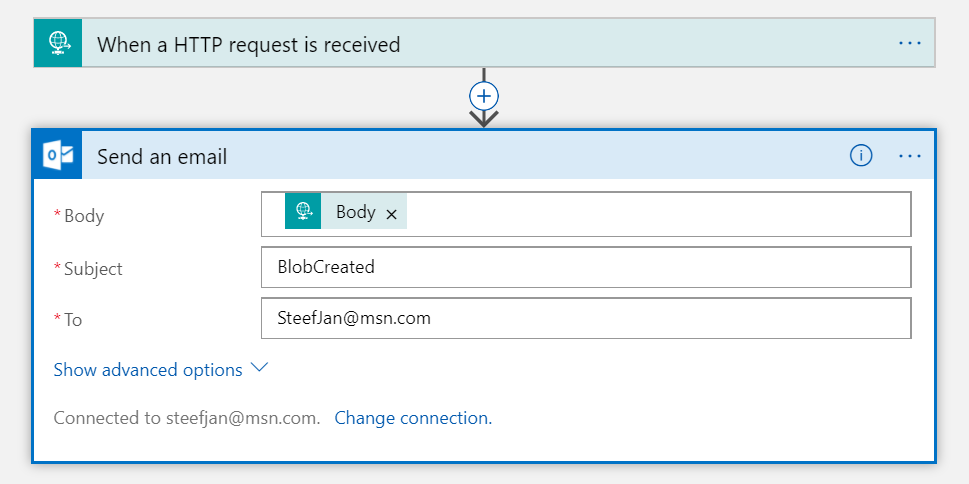 When a HTTP request is received ...
Send an email ...
* Body Body ×
* Subject BlobCreated
* To SteefJan@msn.com
Show advanced options
Connected to steefjan@msn.com. Change connection.